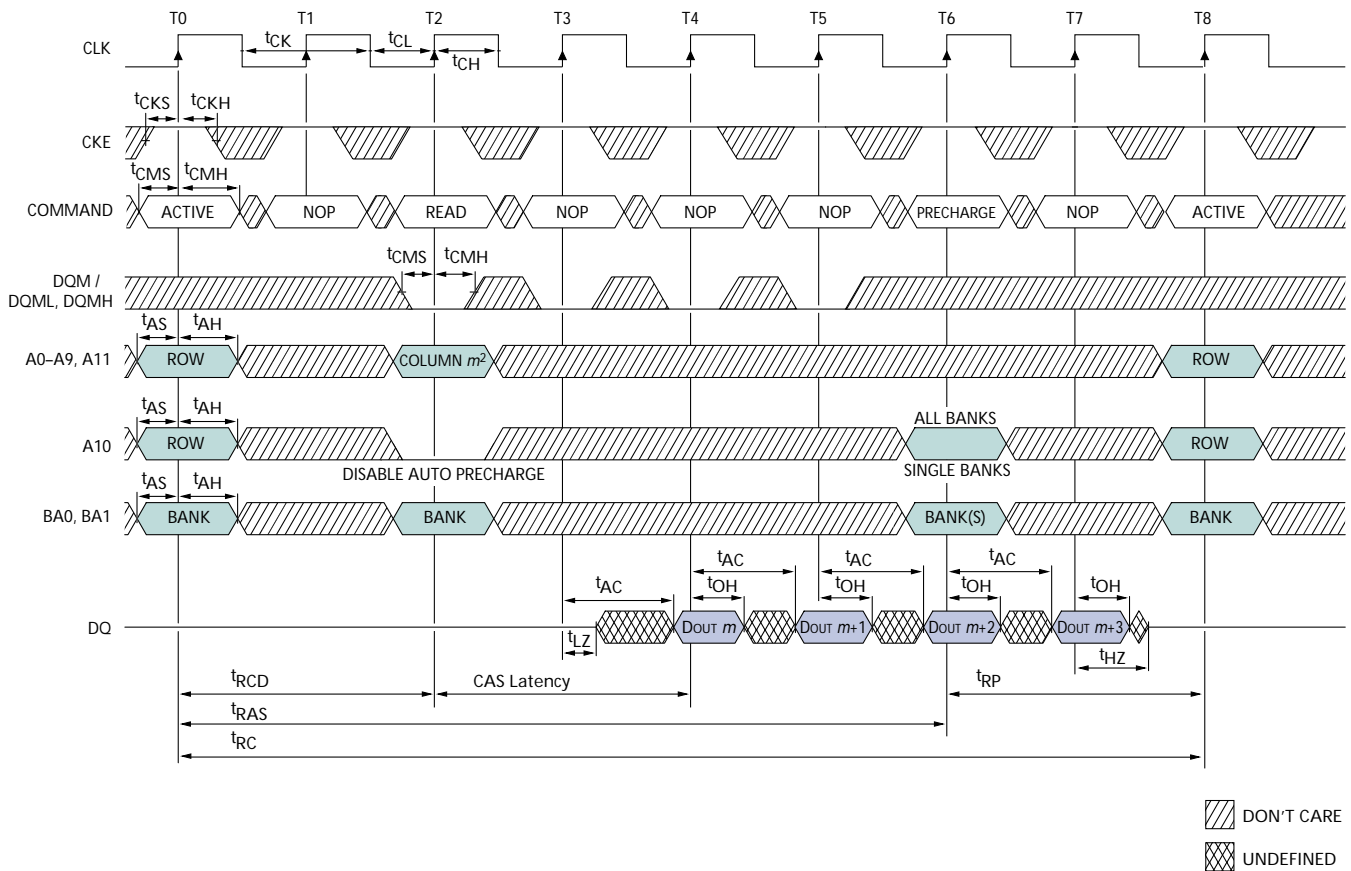 T0 T1 T2 T3 T4 T5 T6 T7 T8
CLK tCK tCL tCH
tCKS tCKH
CKE
tCMS tCMH
COMMAND ACTIVE NOP READ NOP NOP NOP PRECHARGE NOP ACTIVE
tCMS tCMH
DQM /
DQML, DQMH
tAS tAH
A0–A9, A11 ROW COLUMN m² ROW
tAS tAH ALL BANKS
A10 ROW ROW
DISABLE AUTO PRECHARGE SINGLE BANKS
tAS tAH
BA0, BA1 BANK BANK BANK(S) BANK
tAC tAC tAC tAC
tOH tOH tOH tOH
DQ DOUT m DOUT m+1 DOUT m+2 DOUT m+3
tLZ tHZ
tRCD CAS Latency tRP
tRAS
tRC
DON'T CARE
UNDEFINED